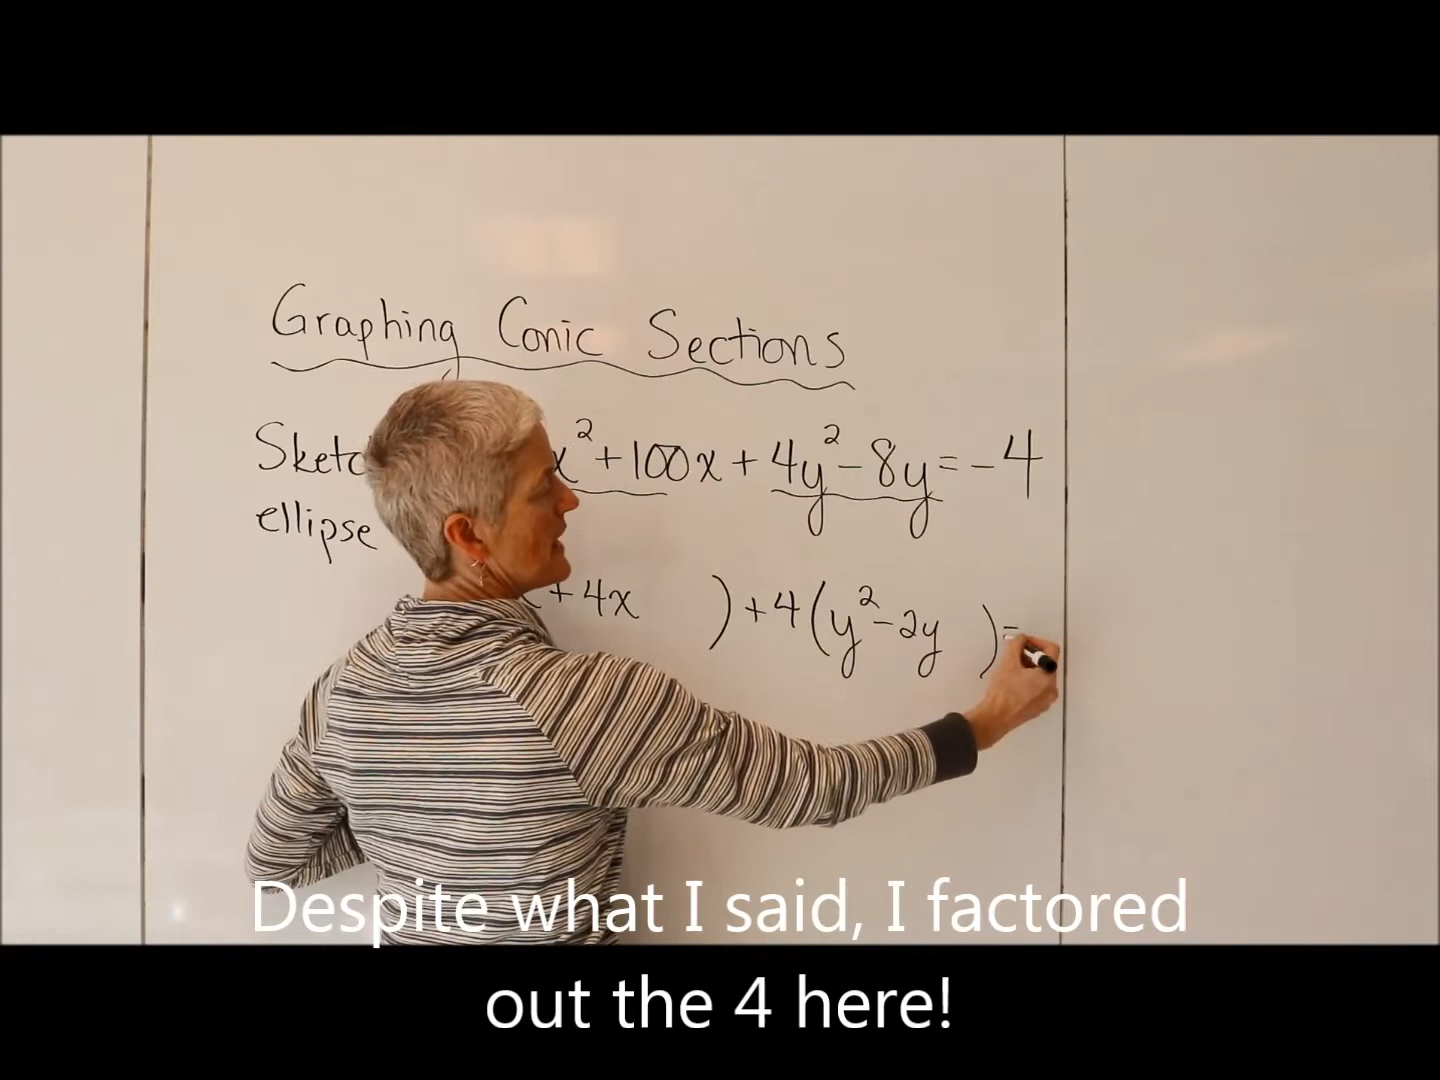 Graphing Conic Sections
Sketc x² + 100x + 4y² - 8y = -4
ellipse
+ 4x ) + 4(y² - 2y ) =
Despite what I said, I factored
out the 4 here!